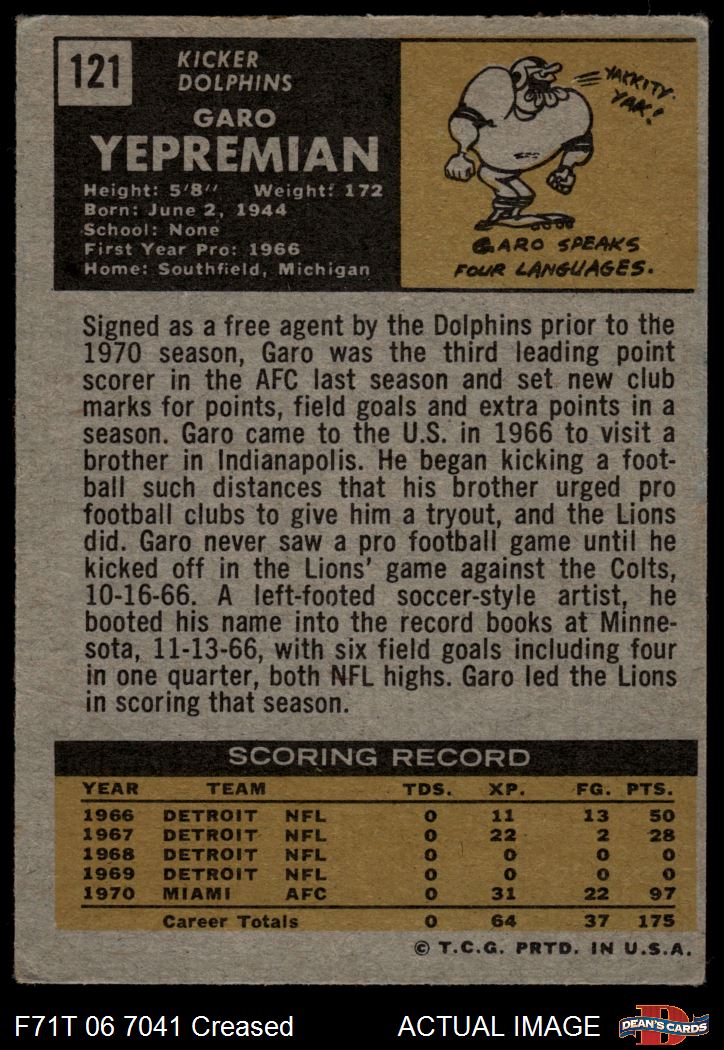 121
KICKER
DOLPHINS
GARO
YEPREMIAN
Height: 5'8" Weight: 172
Born: June 2, 1944
School: None
First Year Pro: 1966
Home: Southfield, Michigan
YAKKITY-
YAK!
GARO SPEAKS
FOUR LANGUAGES.
Signed as a free agent by the Dolphins prior to the
1970 season, Garo was the third leading point
scorer in the AFC last season and set new club
marks for points, field goals and extra points in a
season. Garo came to the U.S. in 1966 to visit a
brother in Indianapolis. He began kicking a foot-
ball such distances that his brother urged pro
football clubs to give him a tryout, and the Lions
did. Garo never saw a pro football game until he
kicked off in the Lions' game against the Colts,
10-16-66. A left-footed soccer-style artist, he
booted his name into the record books at Minne-
sota, 11-13-66, with six field goals including four
in one quarter, both NFL highs. Garo led the Lions
in scoring that season.
SCORING RECORD
YEAR TEAM TDS. XP. FG. PTS.
1966 DETROIT NFL 0 11 13 50
1967 DETROIT NFL 0 22 2 28
1968 DETROIT NFL 0 0 0 0
1969 DETROIT NFL 0 0 0 0
1970 MIAMI AFC 0 31 22 97
Career Totals 0 64 37 175
© T.C.G. PRTD. IN U.S.A.
F71T 06 7041 Creased ACTUAL IMAGE D DEAN'S CARDS